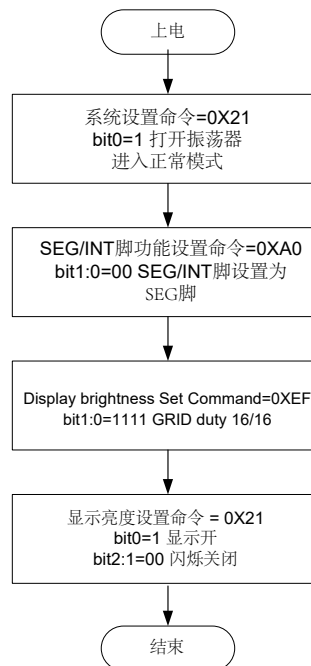 上电
系统设置命令=0X21
bit0=1 打开振荡器
进入正常模式
SEG/INT脚功能设置命令=0XA0
bit1:0=00 SEG/INT脚设置为
SEG脚
Display brightness Set Command=0XEF
bit1:0=1111 GRID duty 16/16
显示亮度设置命令 = 0X21
bit0=1 显示开
bit2:1=00 闪烁关闭
结束